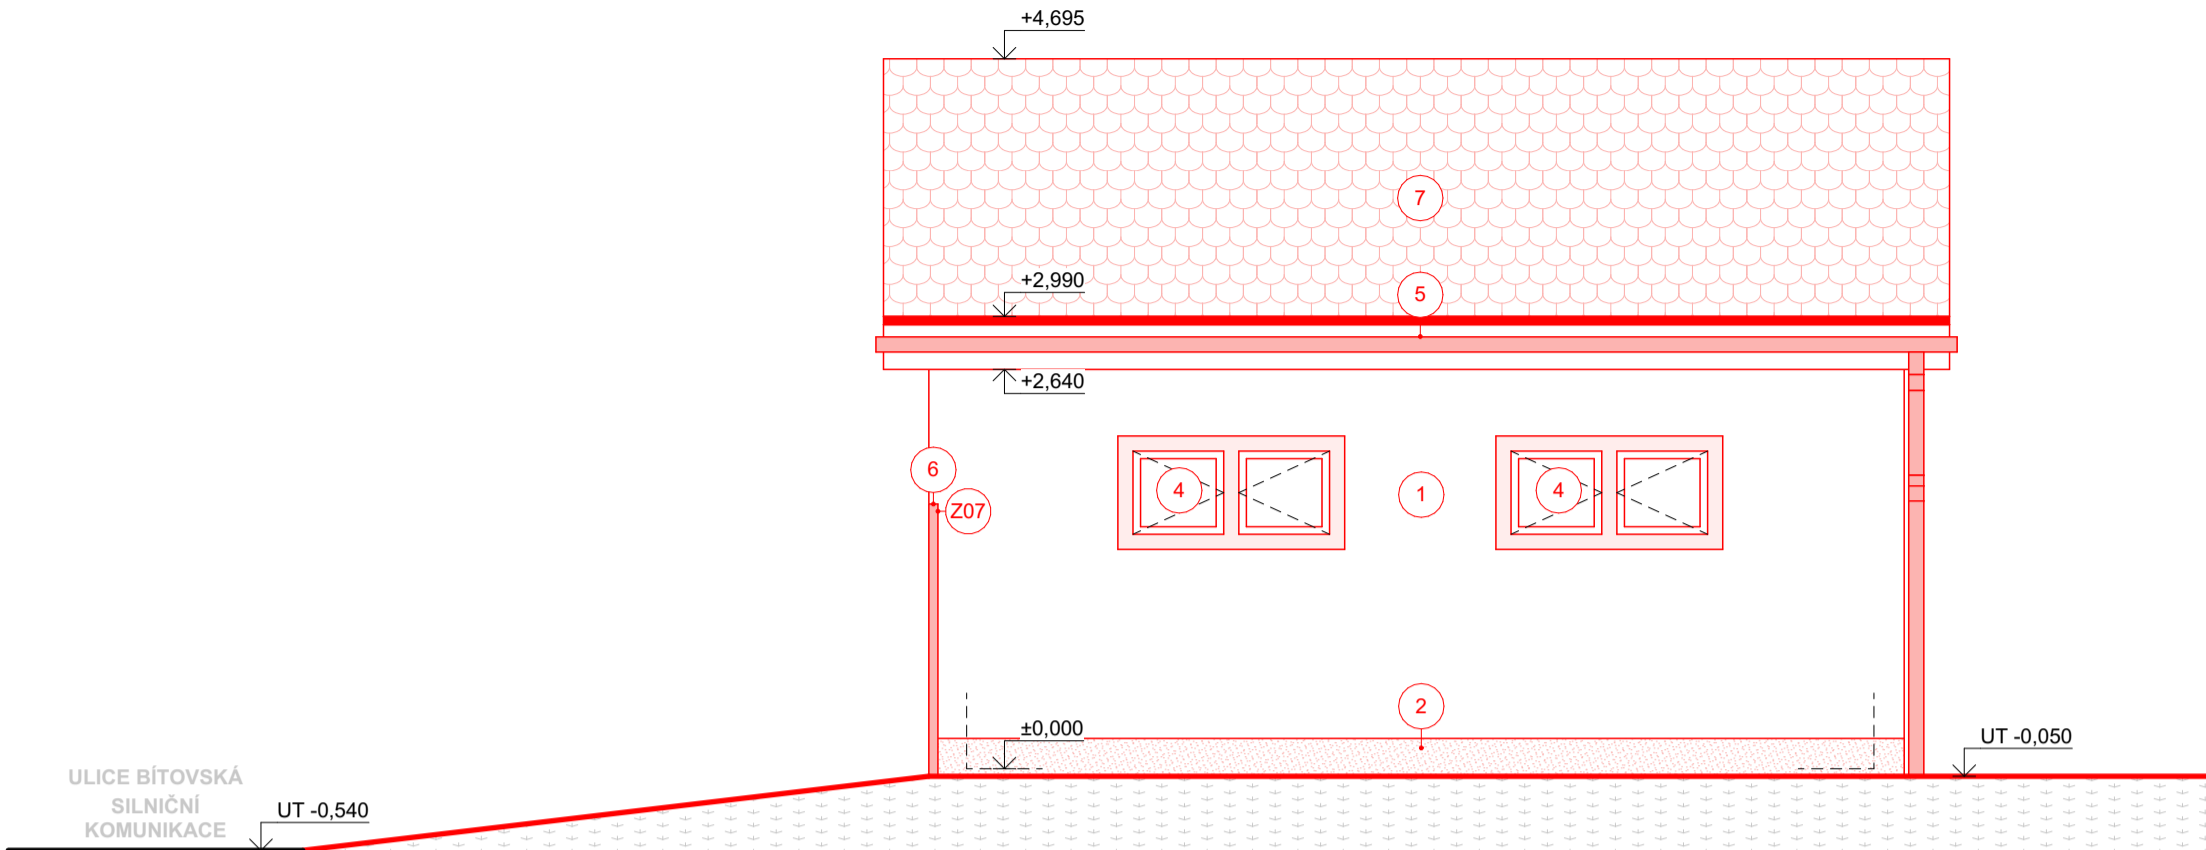 +4,695
7
+2,990
5
+2,640
6
4
1
4
Z07
2
±0,000
UT -0,050
ULICE BÍTOVSKÁ
SILNIČNÍ
KOMUNIKACE
UT -0,540